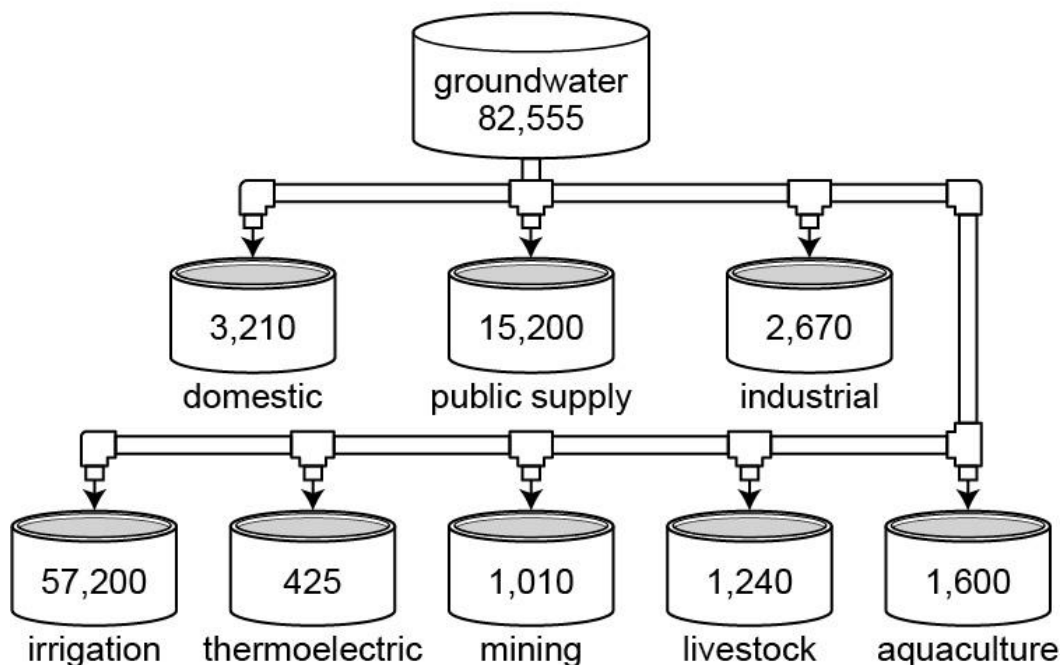 groundwater
82,555
3,210
15,200
2,670
domestic
public supply
industrial
57,200
425
1,010
1,240
1,600
irrigation
thermoelectric
mining
livestock
aquaculture